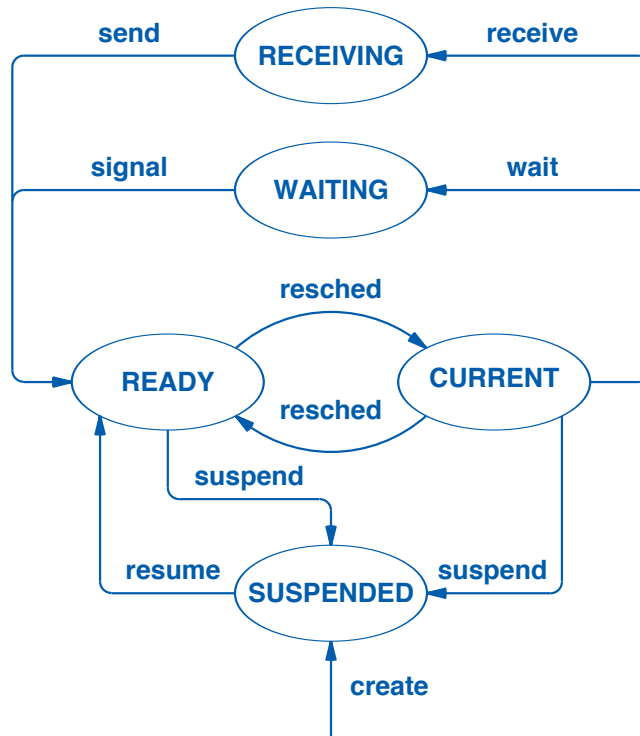 send
receive
RECEIVING
signal
wait
WAITING
resched
READY
CURRENT
resched
suspend
resume
suspend
SUSPENDED
create